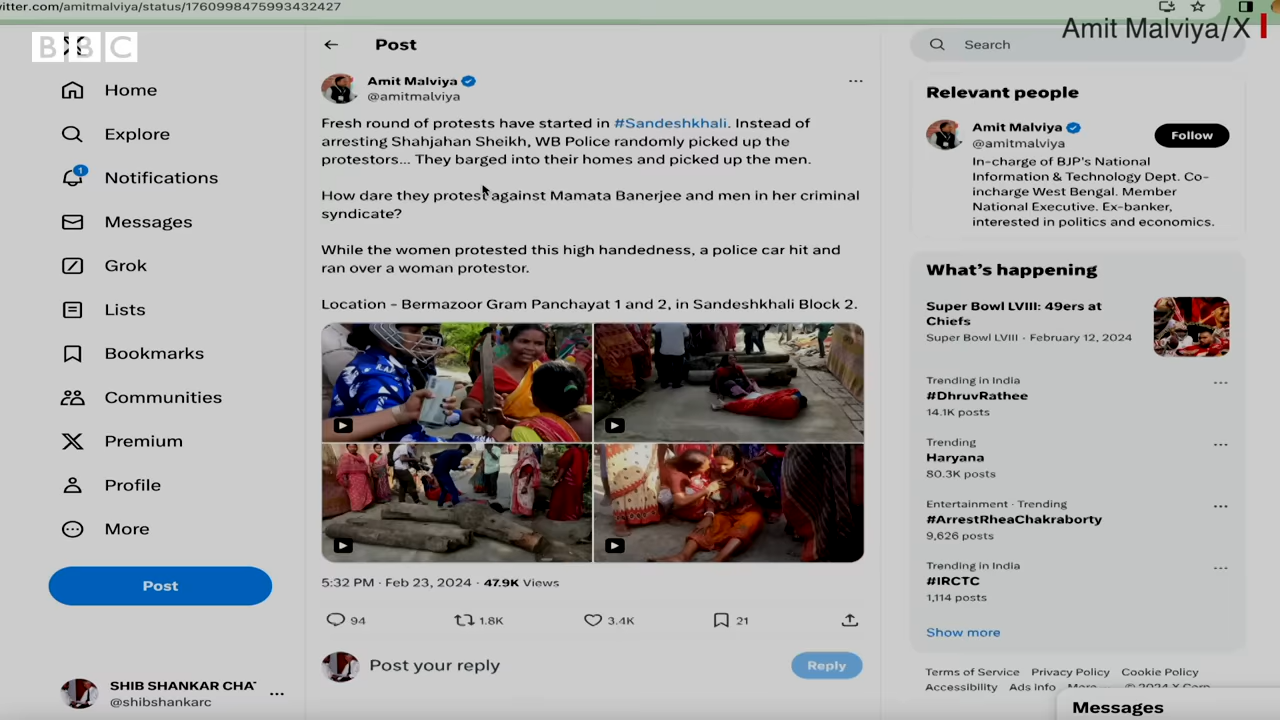 itter.com/amitmalviya/status/1760998475993432427
Amit Malviya/X
BBC
Home
Explore
1
Notifications
Messages
Grok
Lists
Bookmarks
Communities
Premium
Profile
More
Post
SHIB SHANKAR CHAT
@shibshankarc
Post
Amit Malviya
@amitmalviya
Fresh round of protests have started in #Sandeshkhali. Instead of
arresting Shahjahan Sheikh, WB Police randomly picked up the
protestors... They barged into their homes and picked up the men.
How dare they protest against Mamata Banerjee and men in her criminal
syndicate?
While the women protested this high handedness, a police car hit and
ran over a woman protestor.
Location - Bermazoor Gram Panchayat 1 and 2, in Sandeshkhali Block 2.
5:32 PM · Feb 23, 2024 · 47.9K Views
94 1.8K 3.4K 21
Post your reply
Reply
Search
Relevant people
Amit Malviya
@amitmalviya
Follow
In-charge of BJP's National
Information & Technology Dept. Co-
incharge West Bengal. Member
National Executive. Ex-banker,
interested in politics and economics.
What's happening
Super Bowl LVIII: 49ers at
Chiefs
Super Bowl LVIII · February 12, 2024
Trending in India
#DhruvRathee
14.1K posts
Trending
Haryana
80.3K posts
Entertainment · Trending
#ArrestRheaChakraborty
9,626 posts
Trending in India
#IRCTC
1,114 posts
Show more
Terms of Service Privacy Policy Cookie Policy
Accessibility Ads info More ... © 2024 X Corp.
Messages